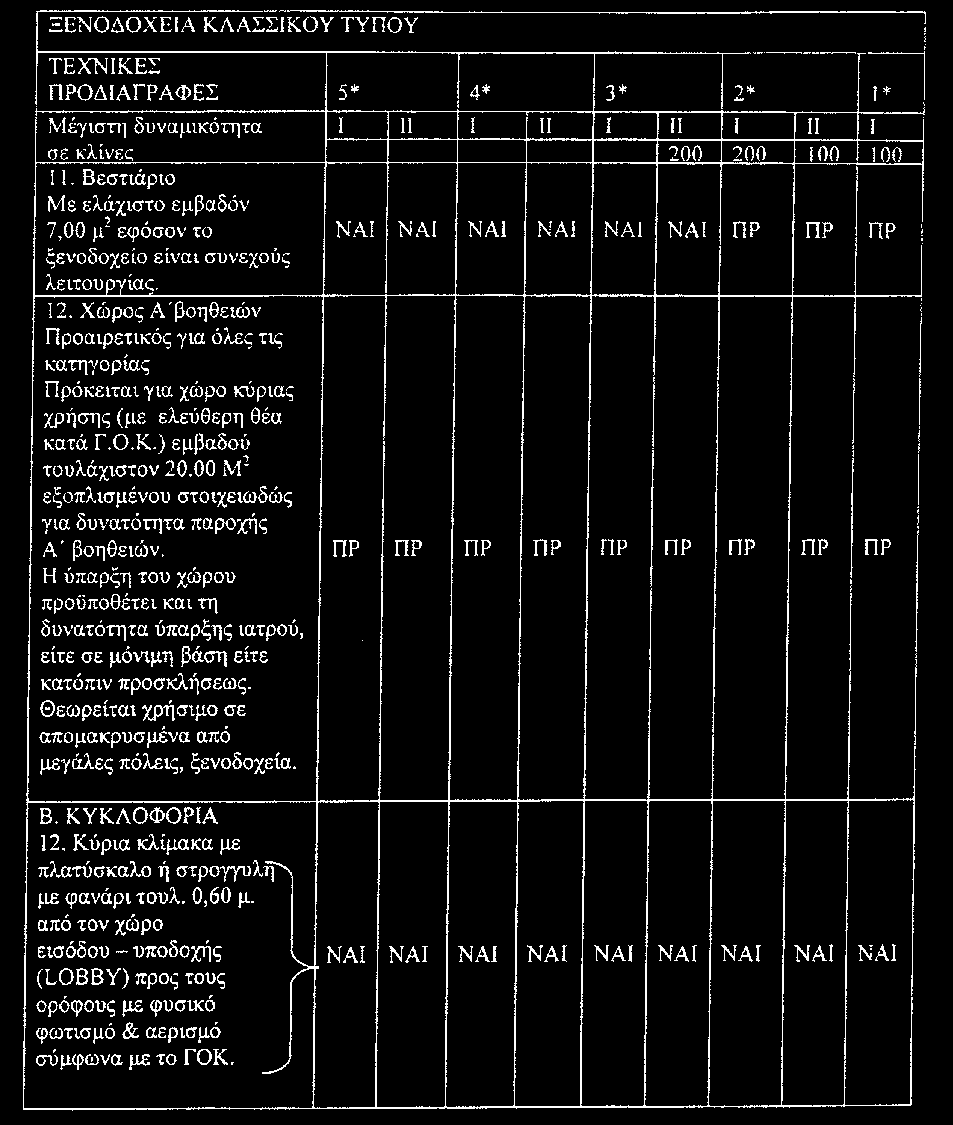 ΞΕΝΟΔΟΧΕΙΑ ΚΛΑΣΣΙΚΟΥ ΤΥΠΟΥ
ΤΕΧΝΙΚΕΣ
ΠΡΟΔΙΑΓΡΑΦΕΣ 5* 4* 3* 2* 1*
Μέγιστη δυναμικότητα Ι ΙΙ Ι ΙΙ Ι ΙΙ Ι ΙΙ Ι
σε κλίνες 200 200 100 100
11. Βεστιάριο
Με ελάχιστο εμβαδόν
7,00 μ² εφόσον το ΝΑΙ ΝΑΙ ΝΑΙ ΝΑΙ ΝΑΙ ΝΑΙ ΠΡ ΠΡ ΠΡ
ξενοδοχείο είναι συνεχούς
λειτουργίας.
12. Χώρος Α΄βοηθειών
Προαιρετικός για όλες τις
κατηγορίας
Πρόκειται για χώρο κύριας
χρήσης (με ελεύθερη θέα
κατά Γ.Ο.Κ.) εμβαδού
τουλάχιστον 20.00 Μ²
εξοπλισμένου στοιχειωδώς
για δυνατότητα παροχής
Α΄ βοηθειών. ΠΡ ΠΡ ΠΡ ΠΡ ΠΡ ΠΡ ΠΡ ΠΡ ΠΡ
Η ύπαρξη του χώρου
προϋποθέτει και τη
δυνατότητα ύπαρξης ιατρού,
είτε σε μόνιμη βάση είτε
κατόπιν προσκλήσεως.
Θεωρείται χρήσιμο σε
απομακρυσμένα από
μεγάλες πόλεις, ξενοδοχεία.
Β. ΚΥΚΛΟΦΟΡΙΑ
12. Κύρια κλίμακα με
πλατύσκαλο ή στρογγυλή
με φανάρι τουλ. 0,60 μ.
από τον χώρο
εισόδου – υποδοχής ΝΑΙ ΝΑΙ ΝΑΙ ΝΑΙ ΝΑΙ ΝΑΙ ΝΑΙ ΝΑΙ ΝΑΙ
(LOBBY) προς τους
ορόφους με φυσικό
φωτισμό & αερισμό
σύμφωνα με το ΓΟΚ.